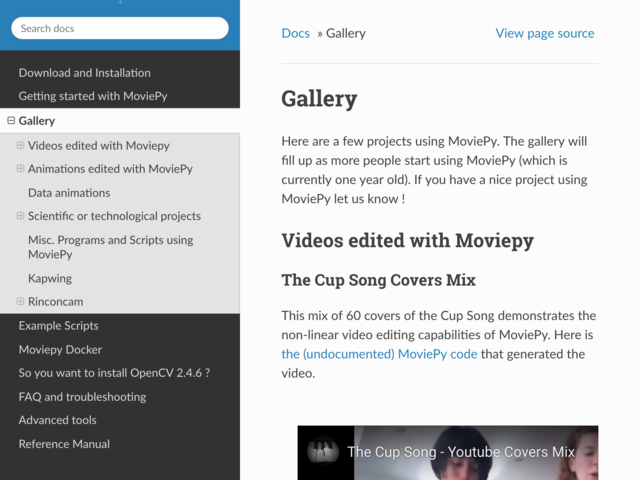 Search docs
Download and Installation
Getting started with MoviePy
Gallery
Videos edited with Moviepy
Animations edited with MoviePy
Data animations
Scientific or technological projects
Misc. Programs and Scripts using
MoviePy
Kapwing
Rinconcam
Example Scripts
Moviepy Docker
So you want to install OpenCV 2.4.6 ?
FAQ and troubleshooting
Advanced tools
Reference Manual
Docs » Gallery
View page source
Gallery
Here are a few projects using MoviePy. The gallery will
fill up as more people start using MoviePy (which is
currently one year old). If you have a nice project using
MoviePy let us know !
Videos edited with Moviepy
The Cup Song Covers Mix
This mix of 60 covers of the Cup Song demonstrates the
non-linear video editing capabilities of MoviePy. Here is
the (undocumented) MoviePy code that generated the
video.
The Cup Song - Youtube Covers Mix